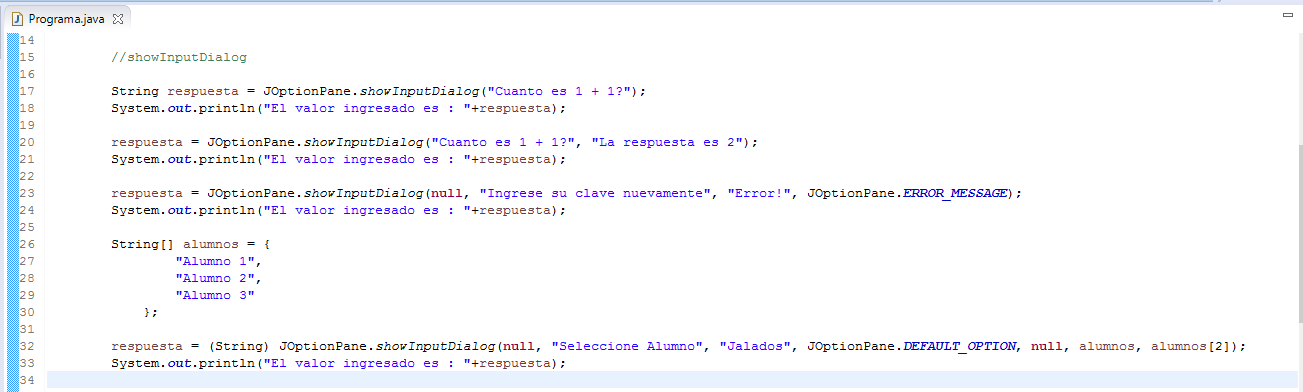 Programa.java
14
15 //showInputDialog
16
17 String respuesta = JOptionPane.showInputDialog("Cuanto es 1 + 1?");
18 System.out.println("El valor ingresado es : "+respuesta);
19
20 respuesta = JOptionPane.showInputDialog("Cuanto es 1 + 1?", "La respuesta es 2");
21 System.out.println("El valor ingresado es : "+respuesta);
22
23 respuesta = JOptionPane.showInputDialog(null, "Ingrese su clave nuevamente", "Error!", JOptionPane.ERROR_MESSAGE);
24 System.out.println("El valor ingresado es : "+respuesta);
25
26 String[] alumnos = {
27 "Alumno 1",
28 "Alumno 2",
29 "Alumno 3"
30 };
31
32 respuesta = (String) JOptionPane.showInputDialog(null, "Seleccione Alumno", "Jalados", JOptionPane.DEFAULT_OPTION, null, alumnos, alumnos[2]);
33 System.out.println("El valor ingresado es : "+respuesta);
34